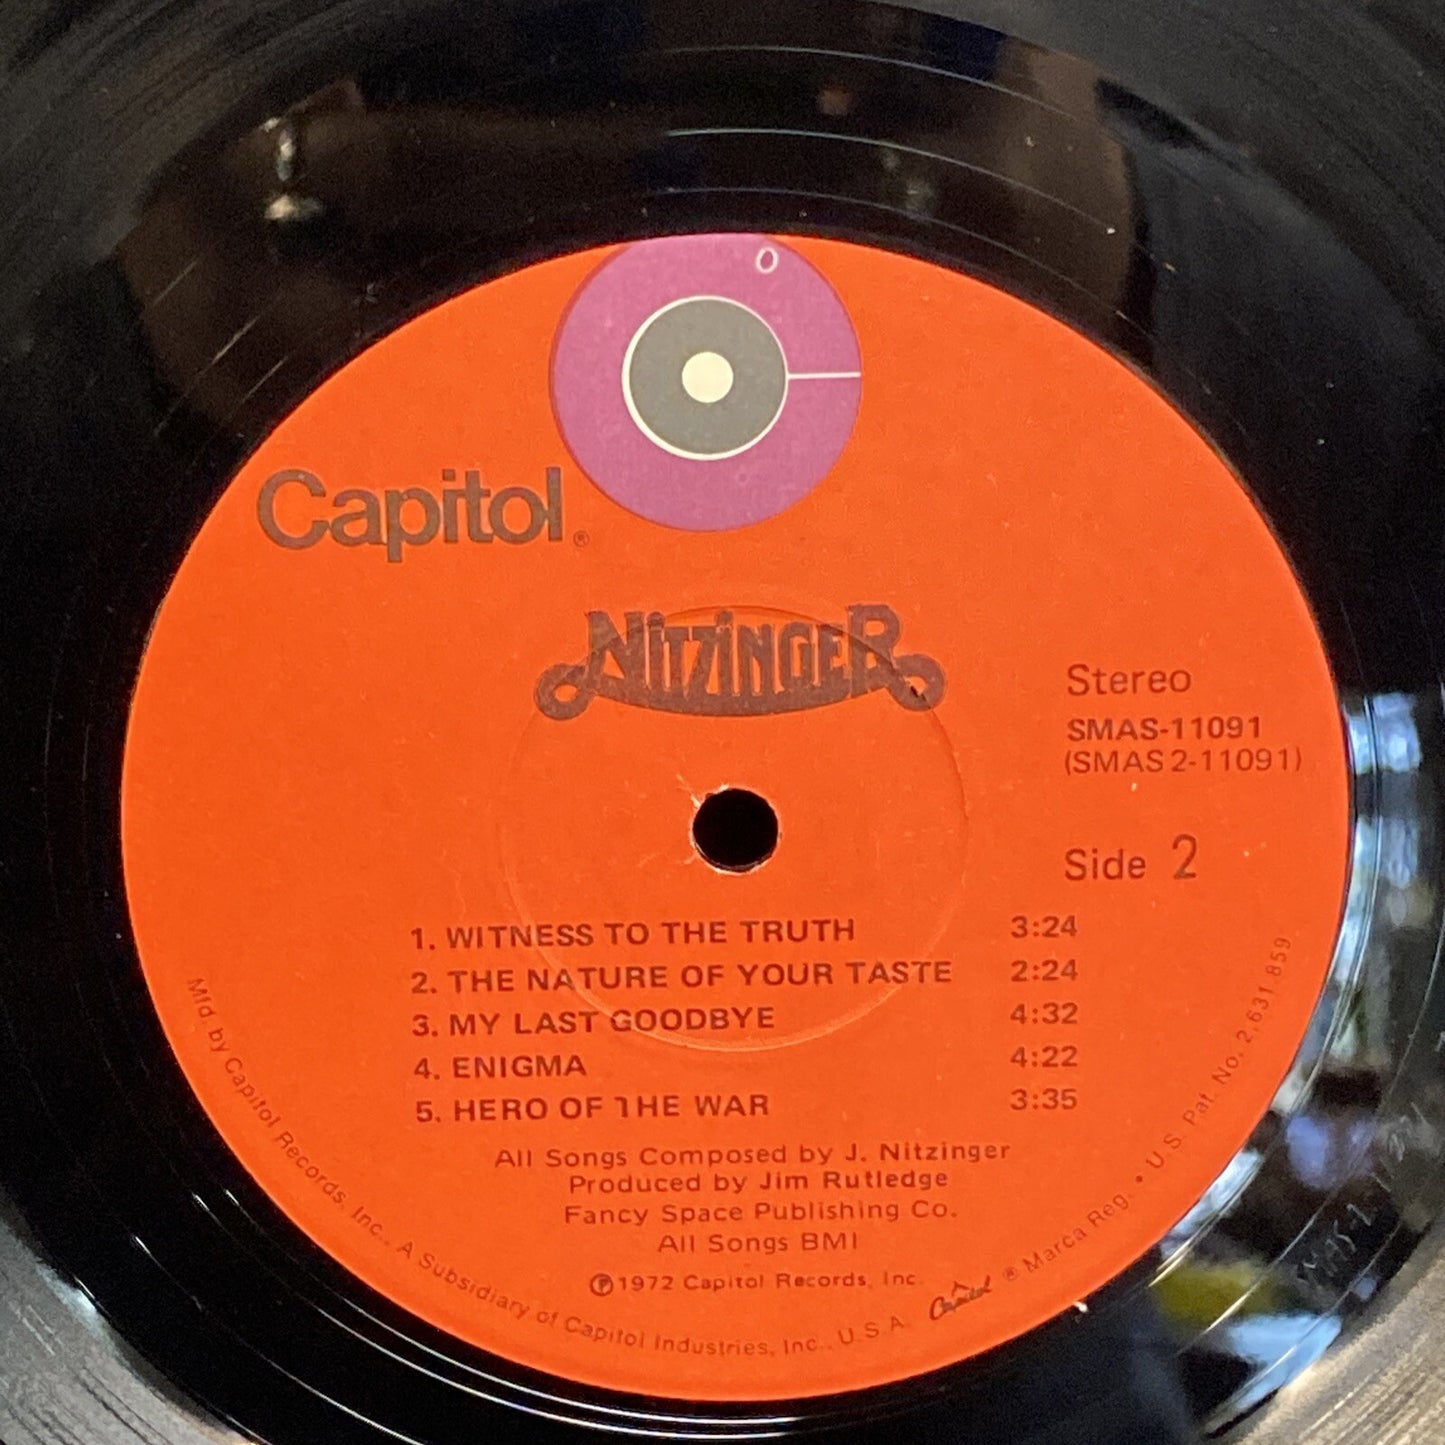 O
Capitol®
NITZINGER
Stereo
SMAS-11091
(SMAS 2-11091)
Side 2
1. WITNESS TO THE TRUTH 3:24
2. THE NATURE OF YOUR TASTE 2:24
3. MY LAST GOODBYE 4:32
4. ENIGMA 4:22
5. HERO OF THE WAR 3:35
All Songs Composed by J. Nitzinger
Produced by Jim Rutledge
Fancy Space Publishing Co.
All Songs BMI
℗1972 Capitol Records, Inc.
Mfd. by Capitol Records, Inc., A Subsidiary of Capitol Industries, Inc., U.S.A. Capitol ® Marca Reg. • U.S. Pat. No. 2,631,859